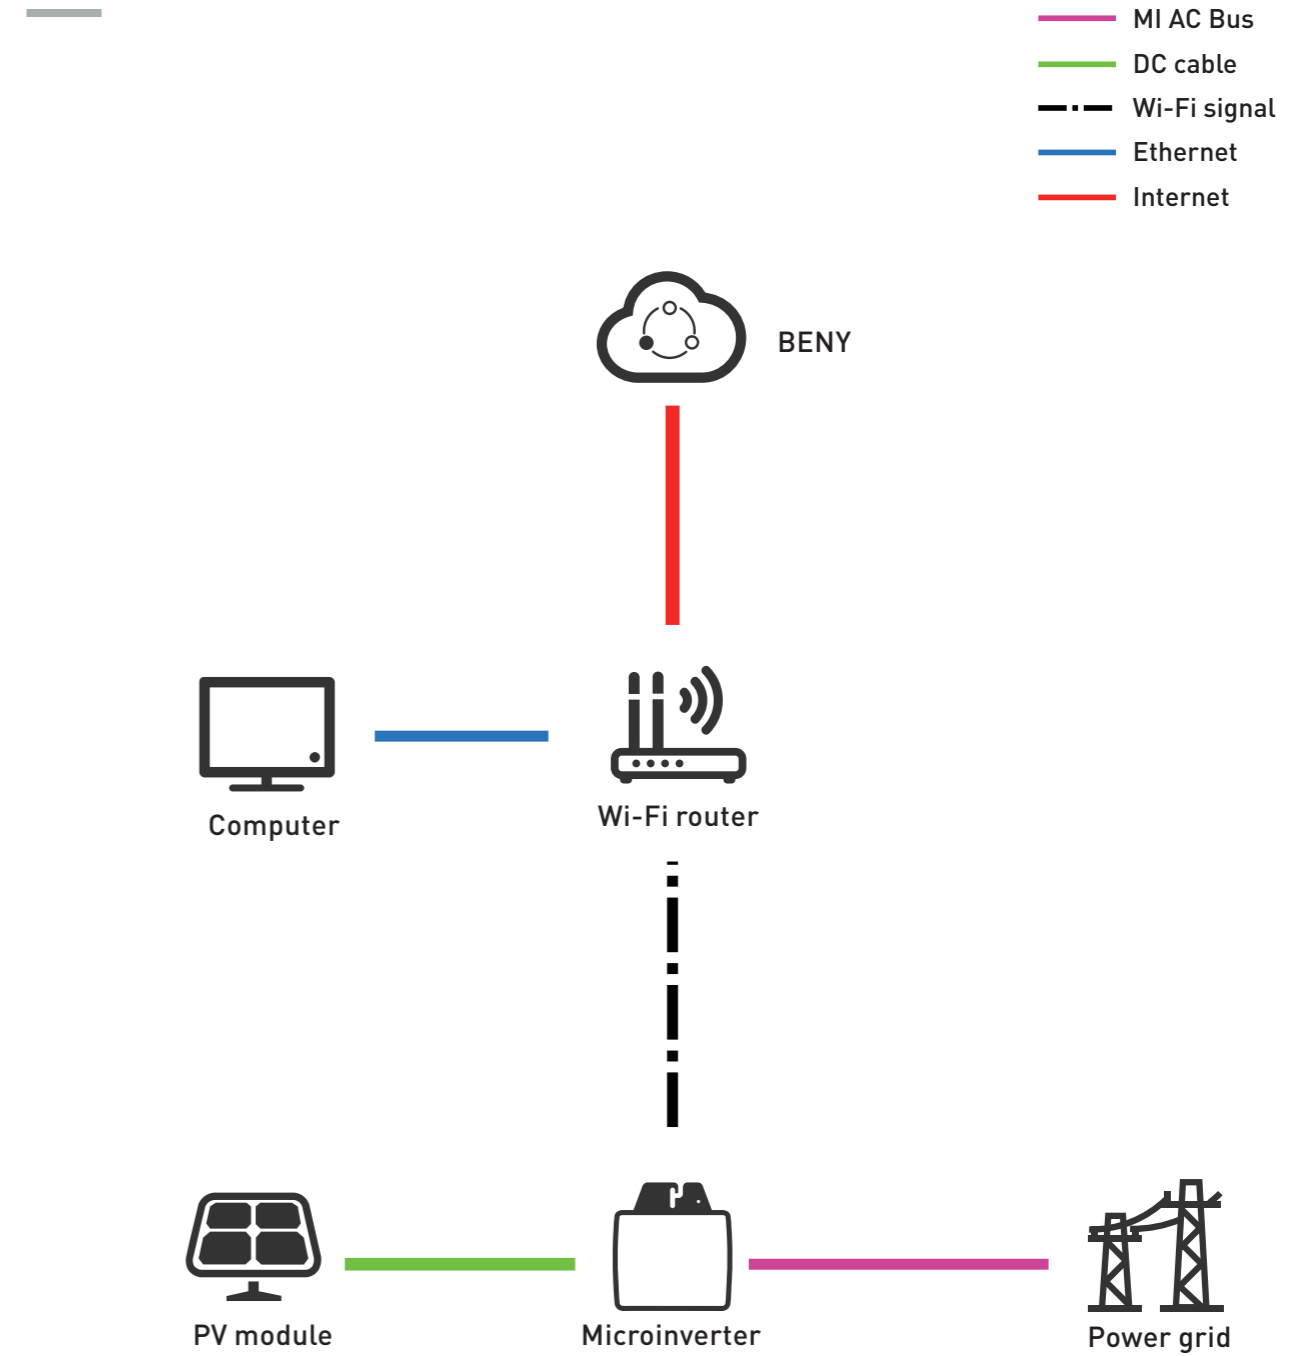 MI AC Bus
DC cable
Wi-Fi signal
Ethernet
Internet
BENY
Computer
Wi-Fi router
PV module
Microinverter
Power grid